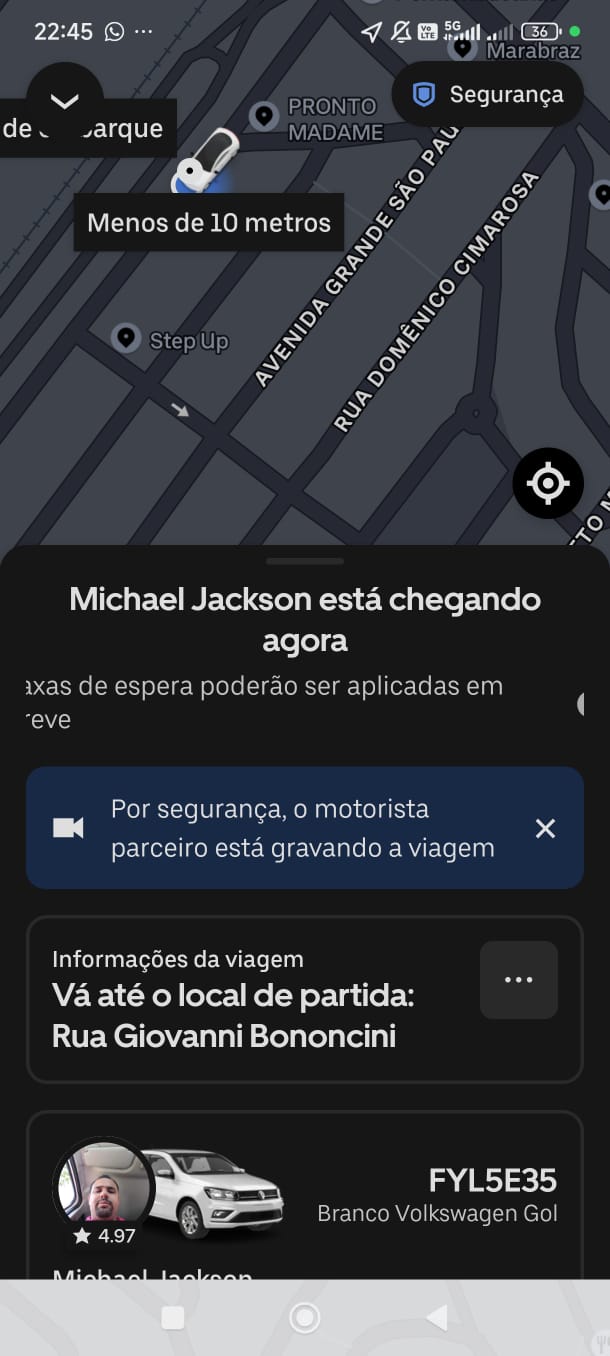 22:45 ...
Vo LTE 5G 36
Marabraz
Segurança
PRONTO
MADAME
de
barque
Menos de 10 metros
AVENIDA GRANDE SÃO PAU
RUA DOMÊNICO CIMAROSA
Step Up
Michael Jackson está chegando
agora
axas de espera poderão ser aplicadas em
reve
Por segurança, o motorista
parceiro está gravando a viagem
Informações da viagem
Vá até o local de partida:
Rua Giovanni Bononcini
...
FYL5E35
Branco Volkswagen Gol
4.97
Michael Jackson